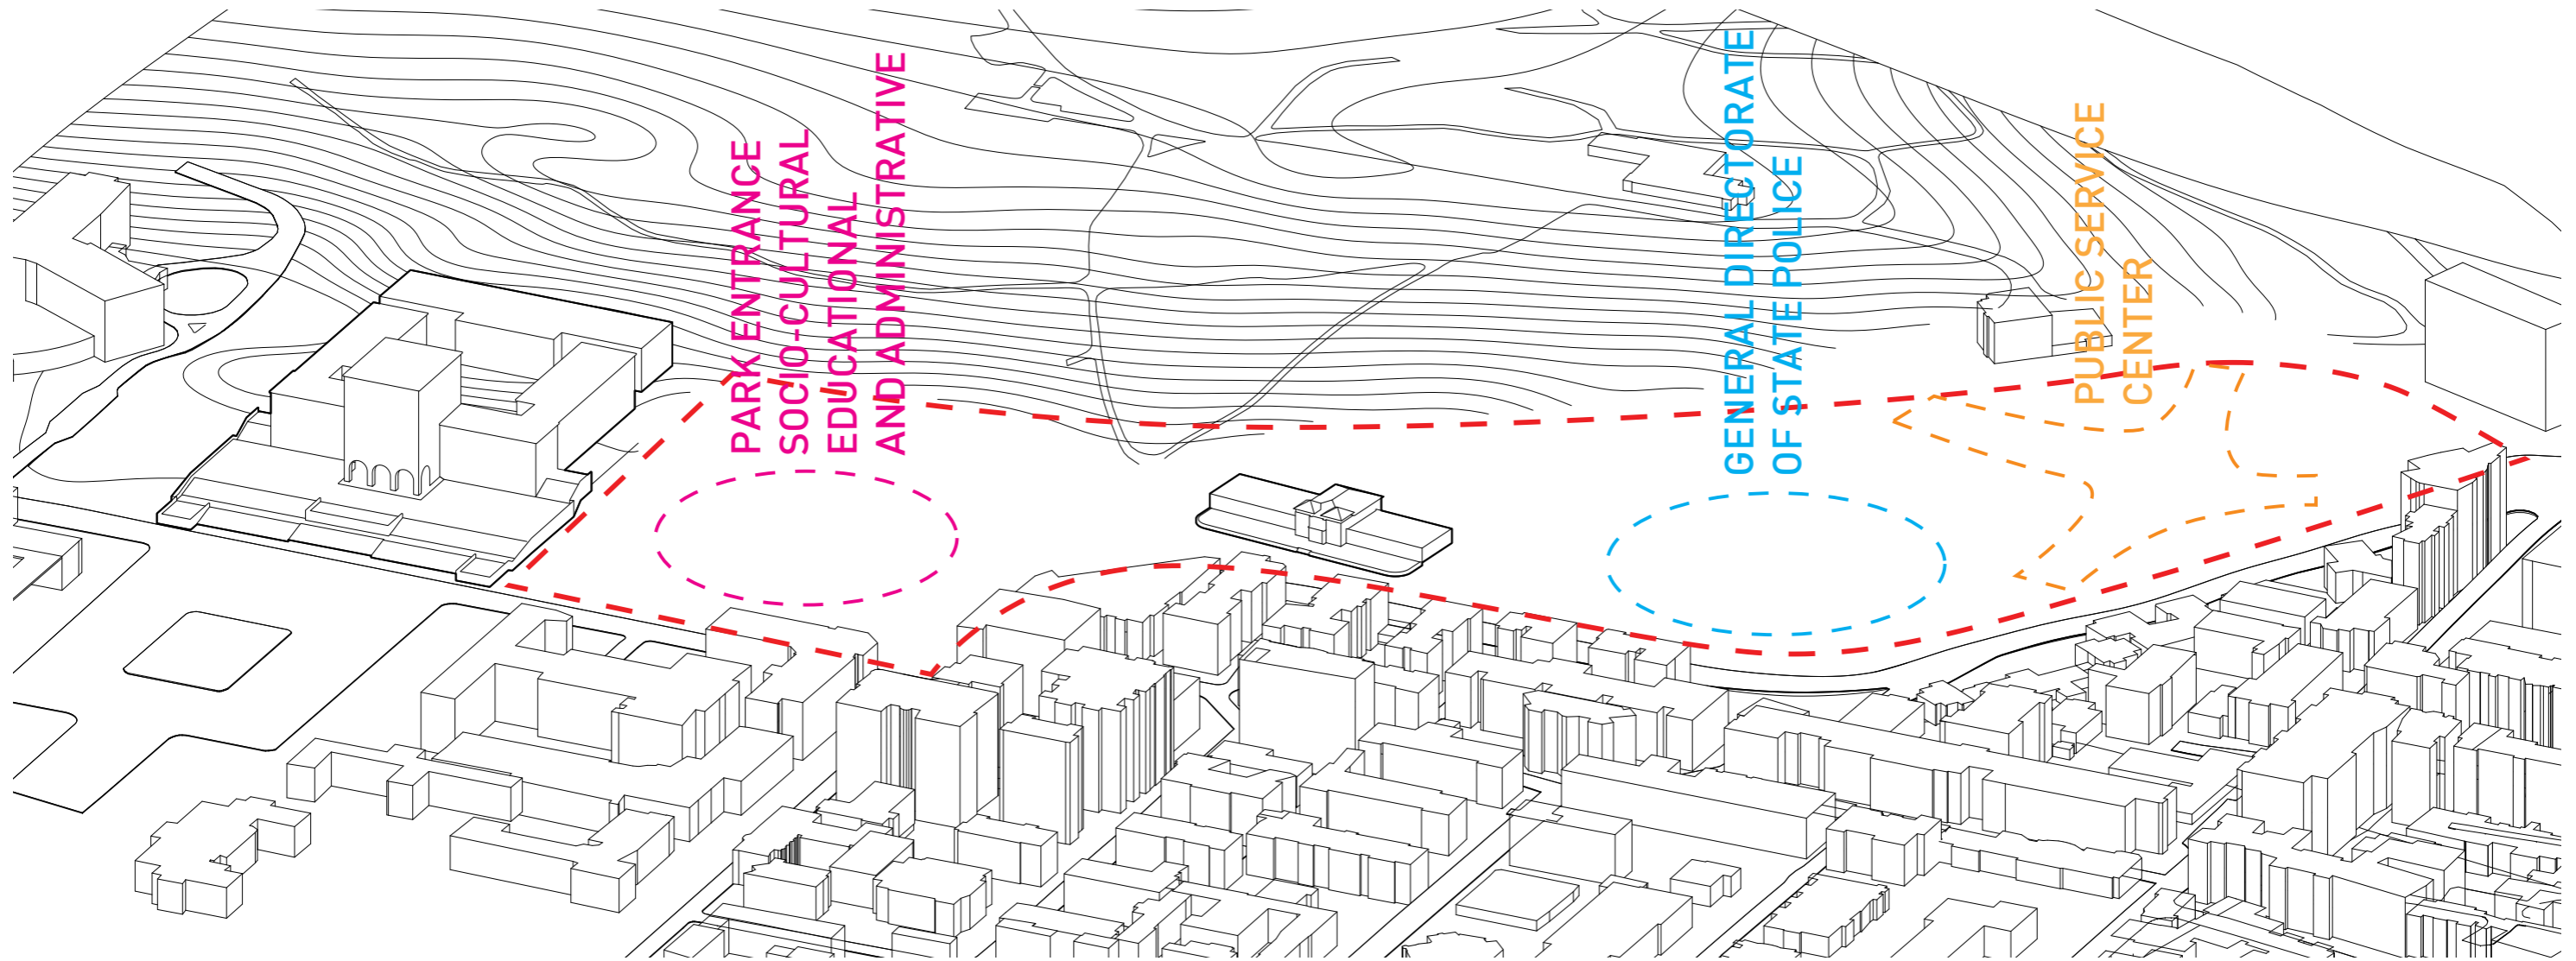 PARK ENTRANCE
SOCIO-CULTURAL
EDUCATIONAL
AND ADMINISTRATIVE
GENERAL DIRECTORATE
OF STATE POLICE
PUBLIC SERVICE
CENTER